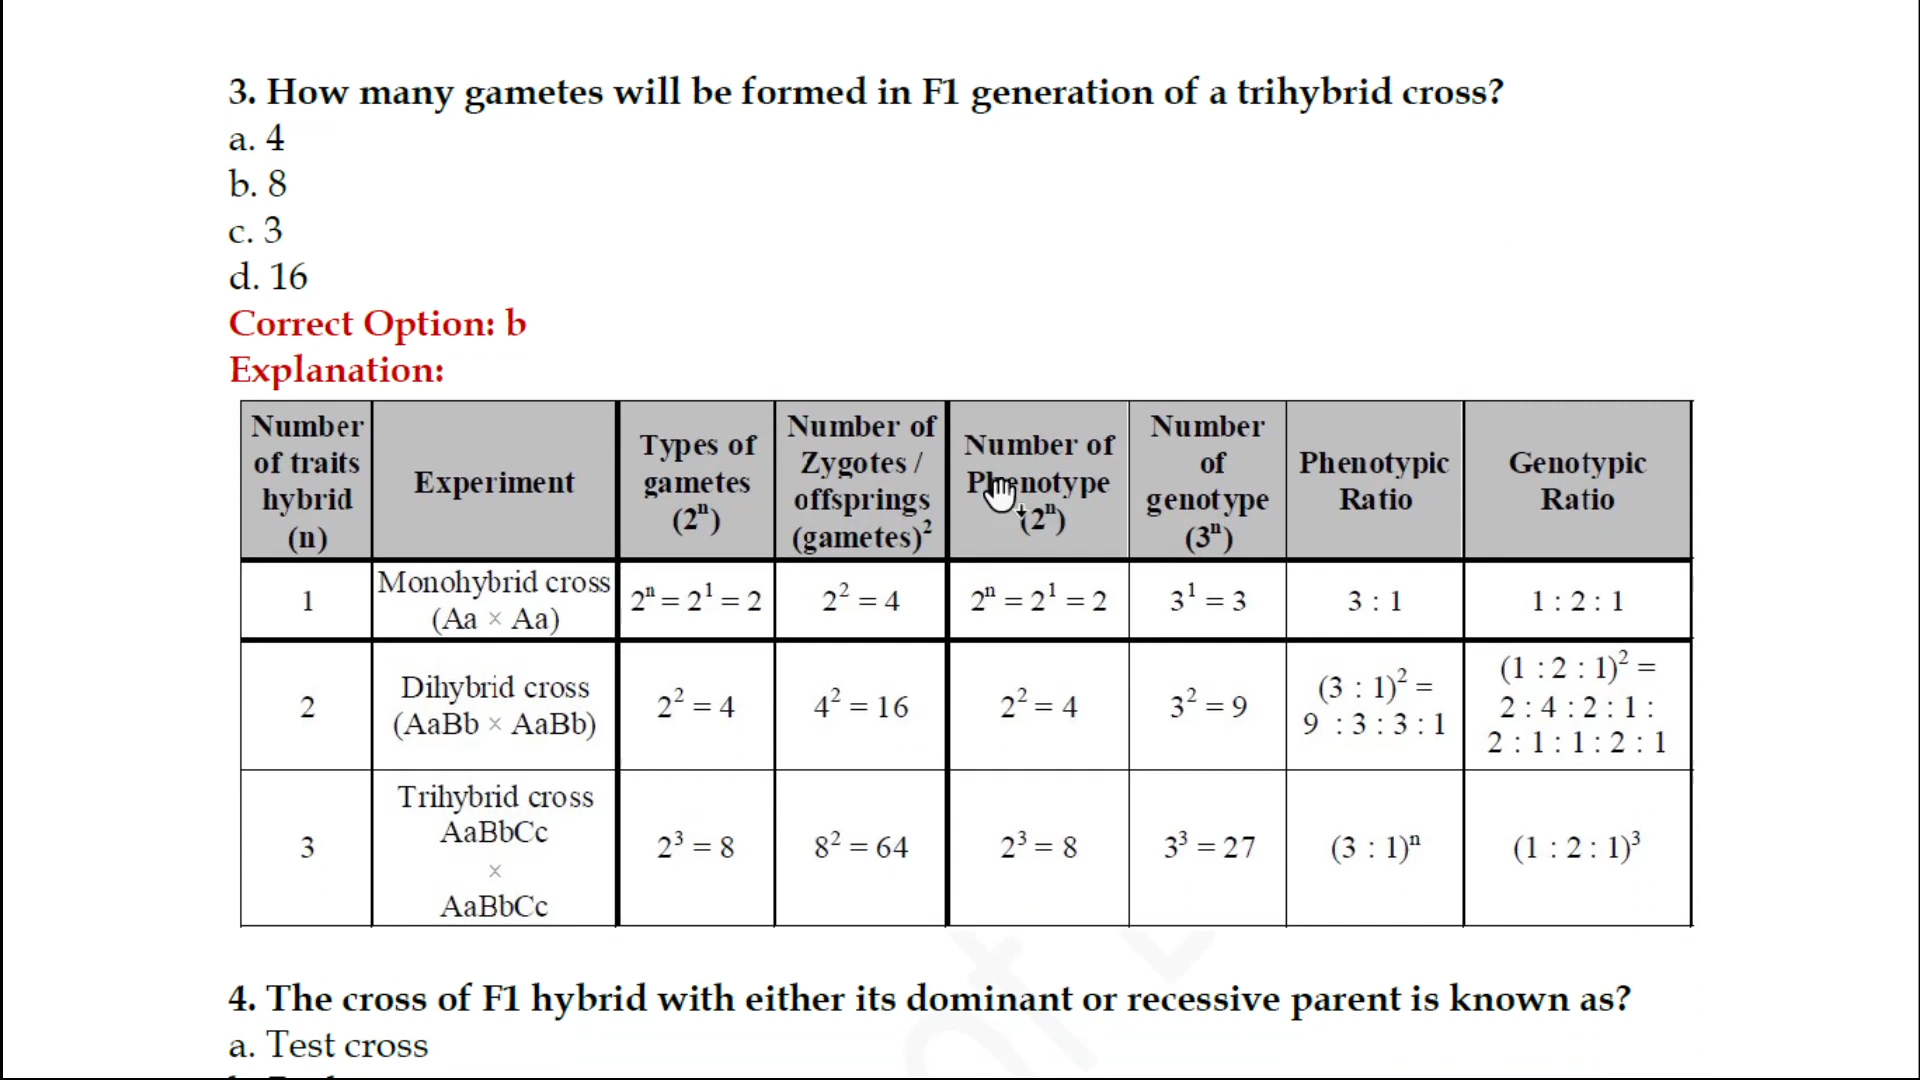 3. How many gametes will be formed in F1 generation of a trihybrid cross?
a. 4
b. 8
c. 3
d. 16
Correct Option: b
Explanation:
Number of traits hybrid (n) | Experiment | Types of gametes (2ⁿ) | Number of Zygotes / offsprings (gametes)² | Number of Phenotype (2ⁿ) | Number of genotype (3ⁿ) | Phenotypic Ratio | Genotypic Ratio
1 | Monohybrid cross (Aa × Aa) | 2ⁿ = 2¹ = 2 | 2² = 4 | 2ⁿ = 2¹ = 2 | 3¹ = 3 | 3 : 1 | 1 : 2 : 1
2 | Dihybrid cross (AaBb × AaBb) | 2² = 4 | 4² = 16 | 2² = 4 | 3² = 9 | (3 : 1)² = 9 : 3 : 3 : 1 | (1 : 2 : 1)² = 2 : 4 : 2 : 1 : 2 : 1 : 1 : 2 : 1
3 | Trihybrid cross AaBbCc × AaBbCc | 2³ = 8 | 8² = 64 | 2³ = 8 | 3³ = 27 | (3 : 1)ⁿ | (1 : 2 : 1)³
4. The cross of F1 hybrid with either its dominant or recessive parent is known as?
a. Test cross